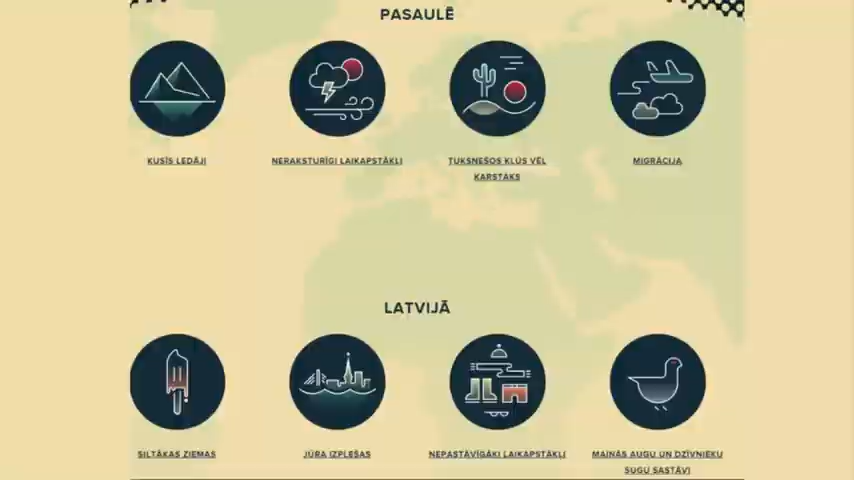 PASAULĒ
KUSĪS LEDĀJI
NERAKSTURĪGI LAIKAPSTĀKĻI
TUKSNEŠOS KĻŪS VĒL
KARSTĀKS
MIGRĀCIJA
LATVIJĀ
SILTĀKAS ZIEMAS
JŪRA IZPLEŠAS
NEPASTĀVĪGĀKI LAIKAPSTĀKĻI
MAINĀS AUGU UN DZĪVNIEKU
SUGU SASTĀVI